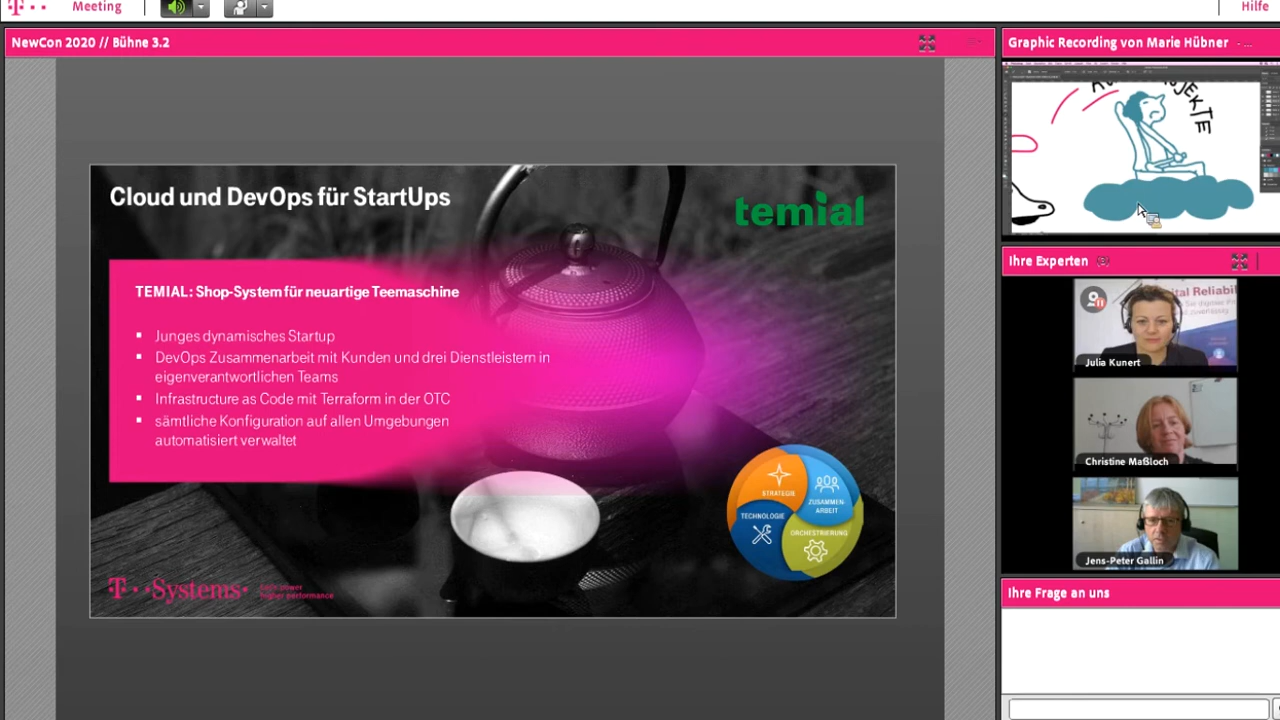 Meeting
Hilfe
NewCon 2020 // Bühne 3.2
Cloud und DevOps für StartUps
temial
TEMIAL: Shop-System für neuartige Teemaschine
Junges dynamisches Startup
DevOps Zusammenarbeit mit Kunden und drei Dienstleistern in
eigenverantwortlichen Teams
Infrastructure as Code mit Terraform in der OTC
sämtliche Konfiguration auf allen Umgebungen
automatisiert verwaltet
STRATEGIE
ZUSAMMEN
ARBEIT
TECHNOLOGIE
ORCHESTRIERUNG
T··Systems·
higher performance
Graphic Recording von Marie Hübner - ...
Ihre Experten
Julia Kunert
Christine Maßloch
Jens-Peter Gallin
Ihre Frage an uns